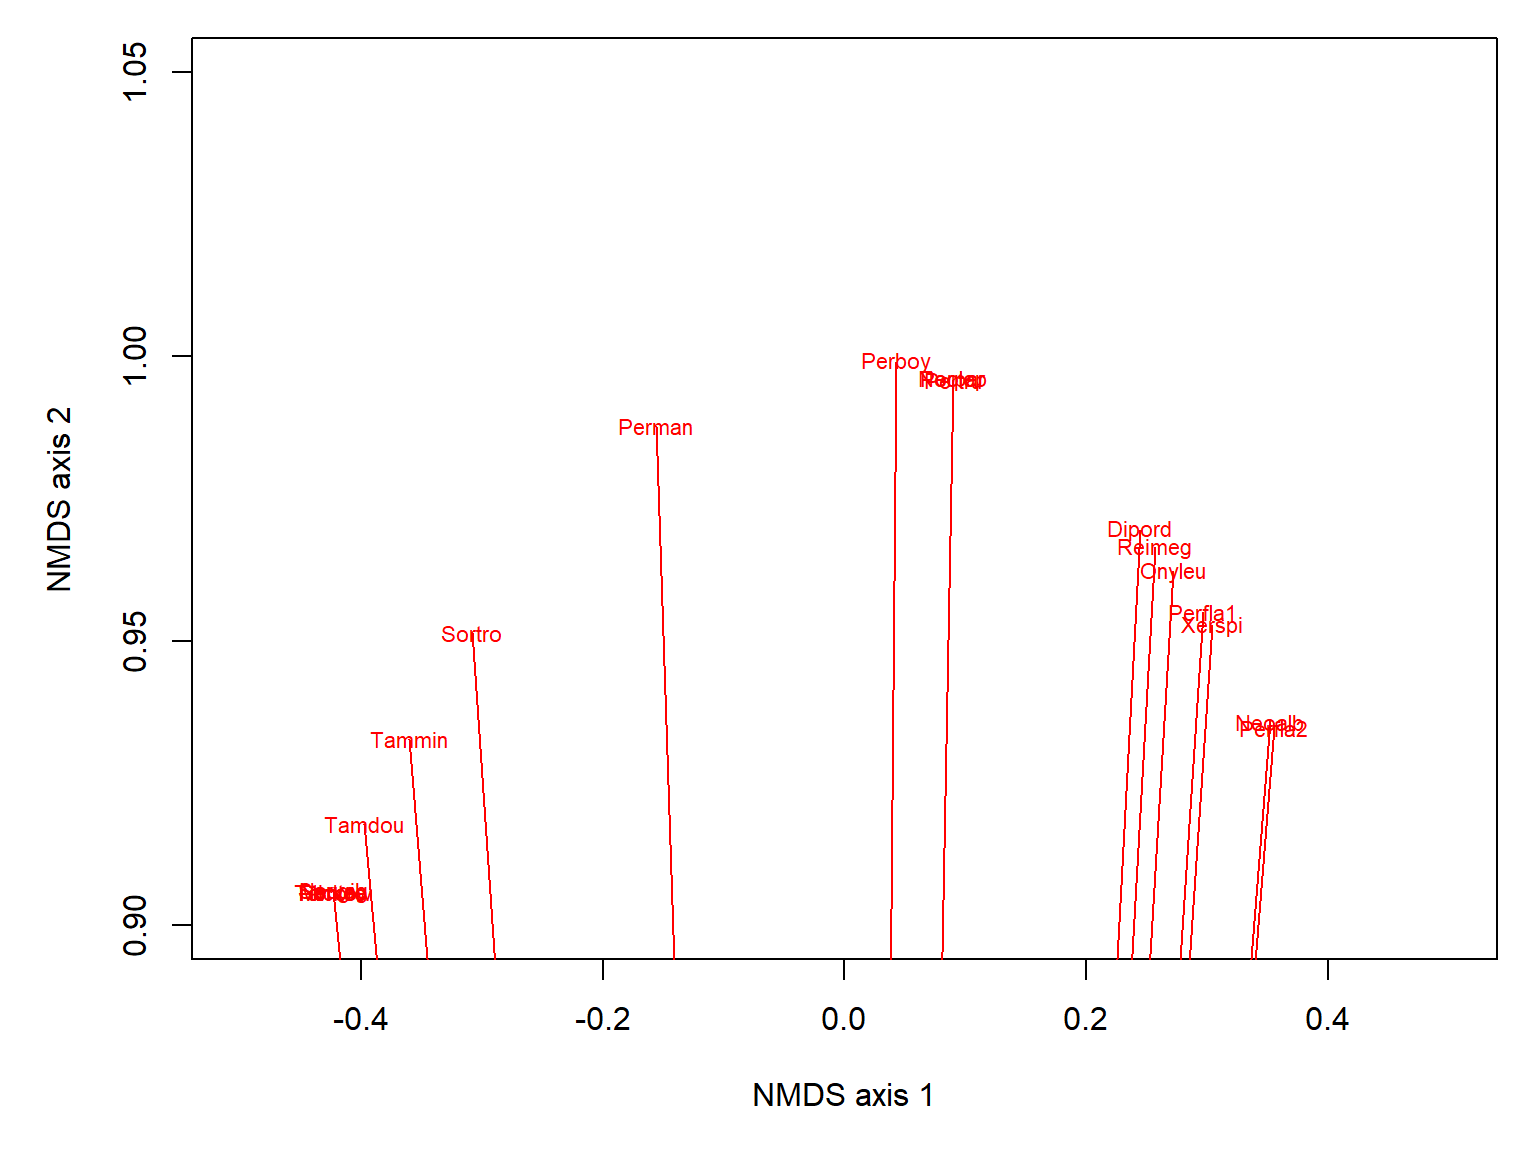 1.05
1.00
0.95
0.90
NMDS axis 2
Perboy
Perman
Dipord
Reimeg
Onyleu
Perfla1
Xerspi
Sortro
Neoalb
Perfla2
Tammin
Tamdou
-0.4
-0.2
0.0
0.2
0.4
NMDS axis 1